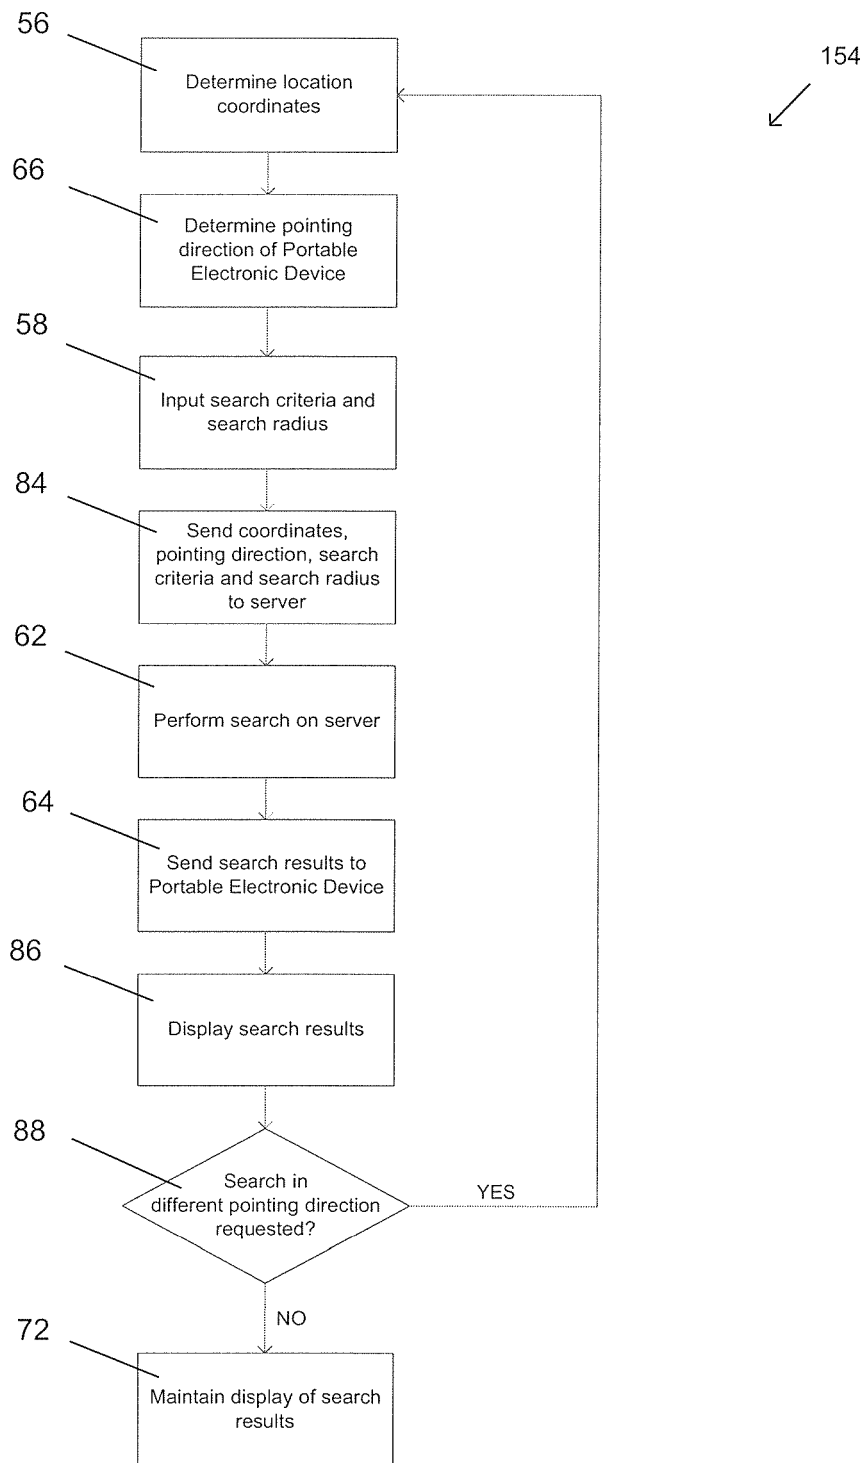 56
154
Determine location
coordinates
66
Determine pointing
direction of Portable
Electronic Device
58
Input search criteria and
search radius
84
Send coordinates,
pointing direction, search
criteria and search radius
to server
62
Perform search on server
64
Send search results to
Portable Electronic Device
86
Display search results
88
Search in
different pointing direction
requested?
YES
NO
72
Maintain display of search
results